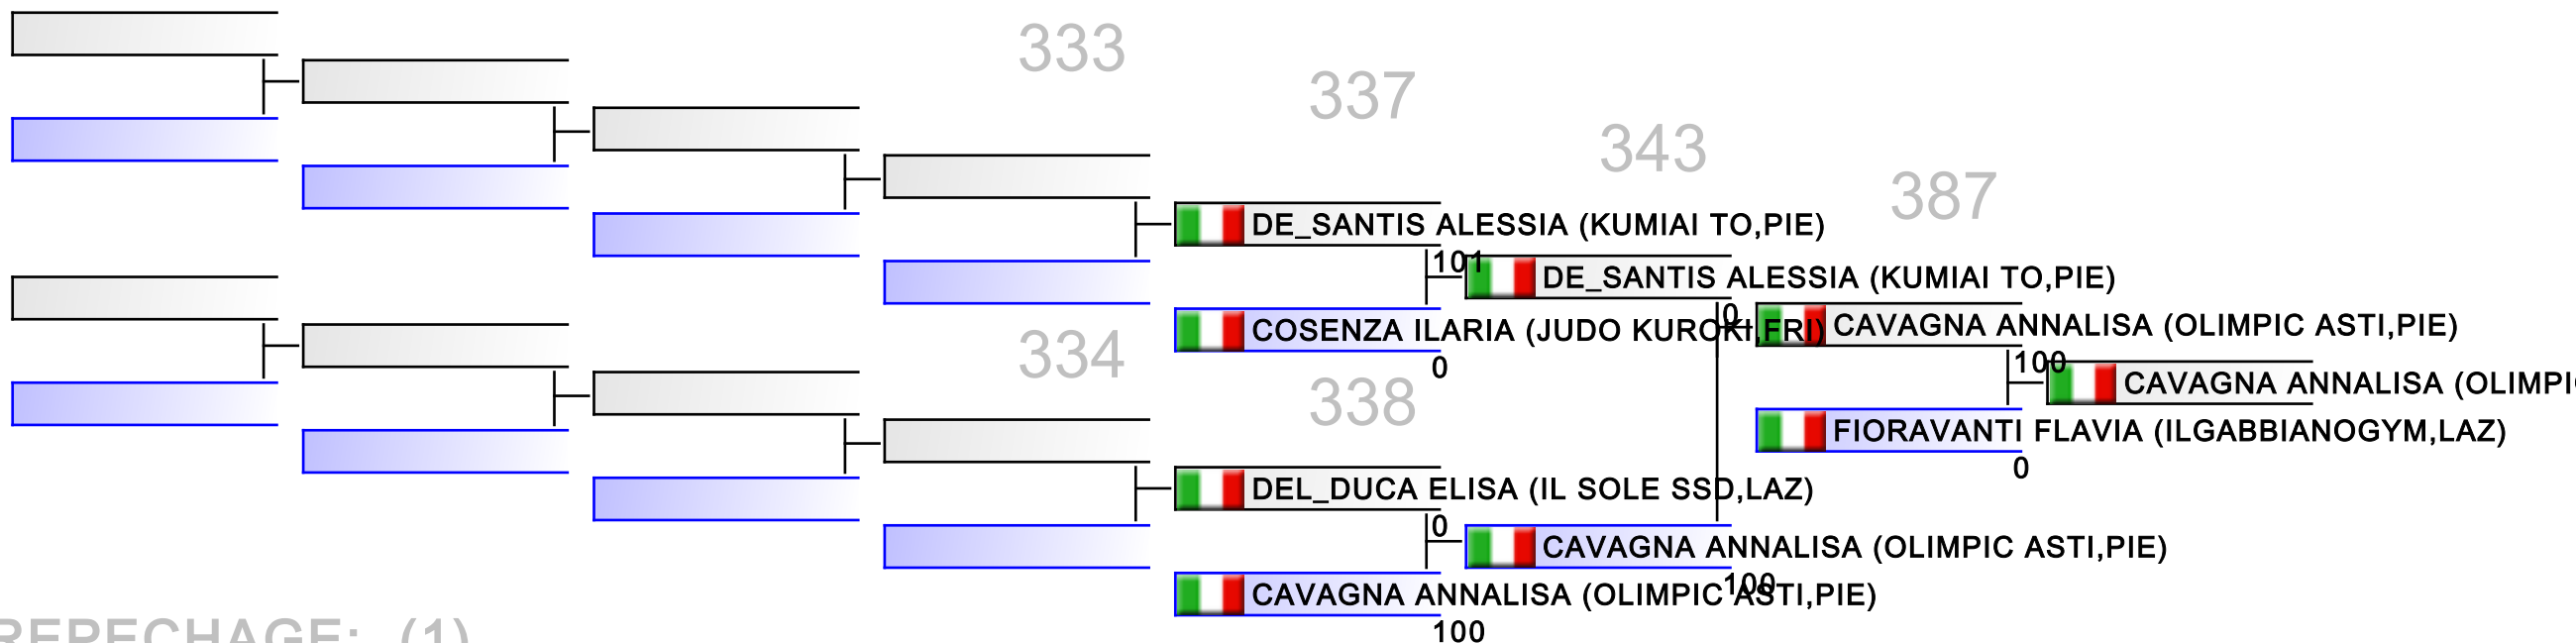 333
337
343
387
DE_SANTIS ALESSIA (KUMIAI TO,PIE)
101
DE_SANTIS ALESSIA (KUMIAI TO,PIE)
0
COSENZA ILARIA (JUDO KUROKI,FRI)
0
CAVAGNA ANNALISA (OLIMPIC ASTI,PIE)
100
CAVAGNA ANNALISA (OLIMPI
FIORAVANTI FLAVIA (ILGABBIANOGYM,LAZ)
0
334
338
DEL_DUCA ELISA (IL SOLE SSD,LAZ)
0
CAVAGNA ANNALISA (OLIMPIC ASTI,PIE)
100
CAVAGNA ANNALISA (OLIMPIC ASTI,PIE)
100
REPECHAGE: (1)